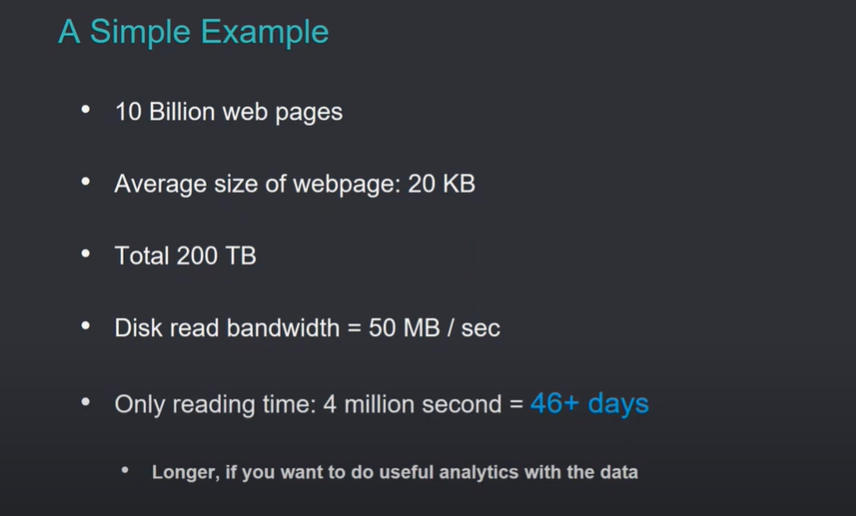 A Simple Example
• 10 Billion web pages
• Average size of webpage: 20 KB
• Total 200 TB
• Disk read bandwidth = 50 MB / sec
• Only reading time: 4 million second = 46+ days
• Longer, if you want to do useful analytics with the data